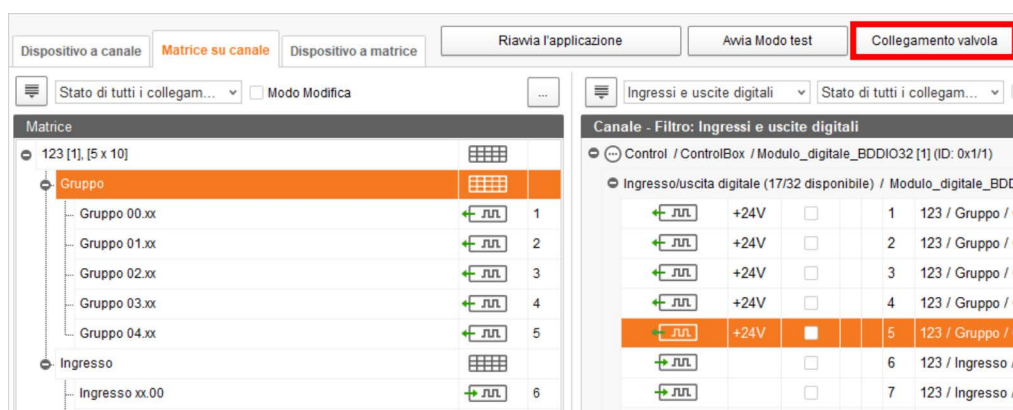 Dispositivo a canale Matrice su canale Dispositivo a matrice Riavvia l'applicazione Avvia Modo test Collegamento valvola
Stato di tutti i collegam... Modo Modifica ... Ingressi e uscite digitali Stato di tutti i collegam...
Matrice Canale - Filtro: Ingressi e uscite digitali
123 [1], [5 x 10] Control / ControlBox / Modulo_digitale_BDDIO32 [1] (ID: 0x1/1)
Gruppo Ingresso/uscita digitale (17/32 disponibile) / Modulo_digitale_BDD
Gruppo 00.xx 1 +24V 1 123 / Gruppo /
Gruppo 01.xx 2 +24V 2 123 / Gruppo /
Gruppo 02.xx 3 +24V 3 123 / Gruppo /
Gruppo 03.xx 4 +24V 4 123 / Gruppo /
Gruppo 04.xx 5 +24V 5 123 / Gruppo /
Ingresso 6 123 / Ingresso /
Ingresso xx.00 6 7 123 / Ingresso /